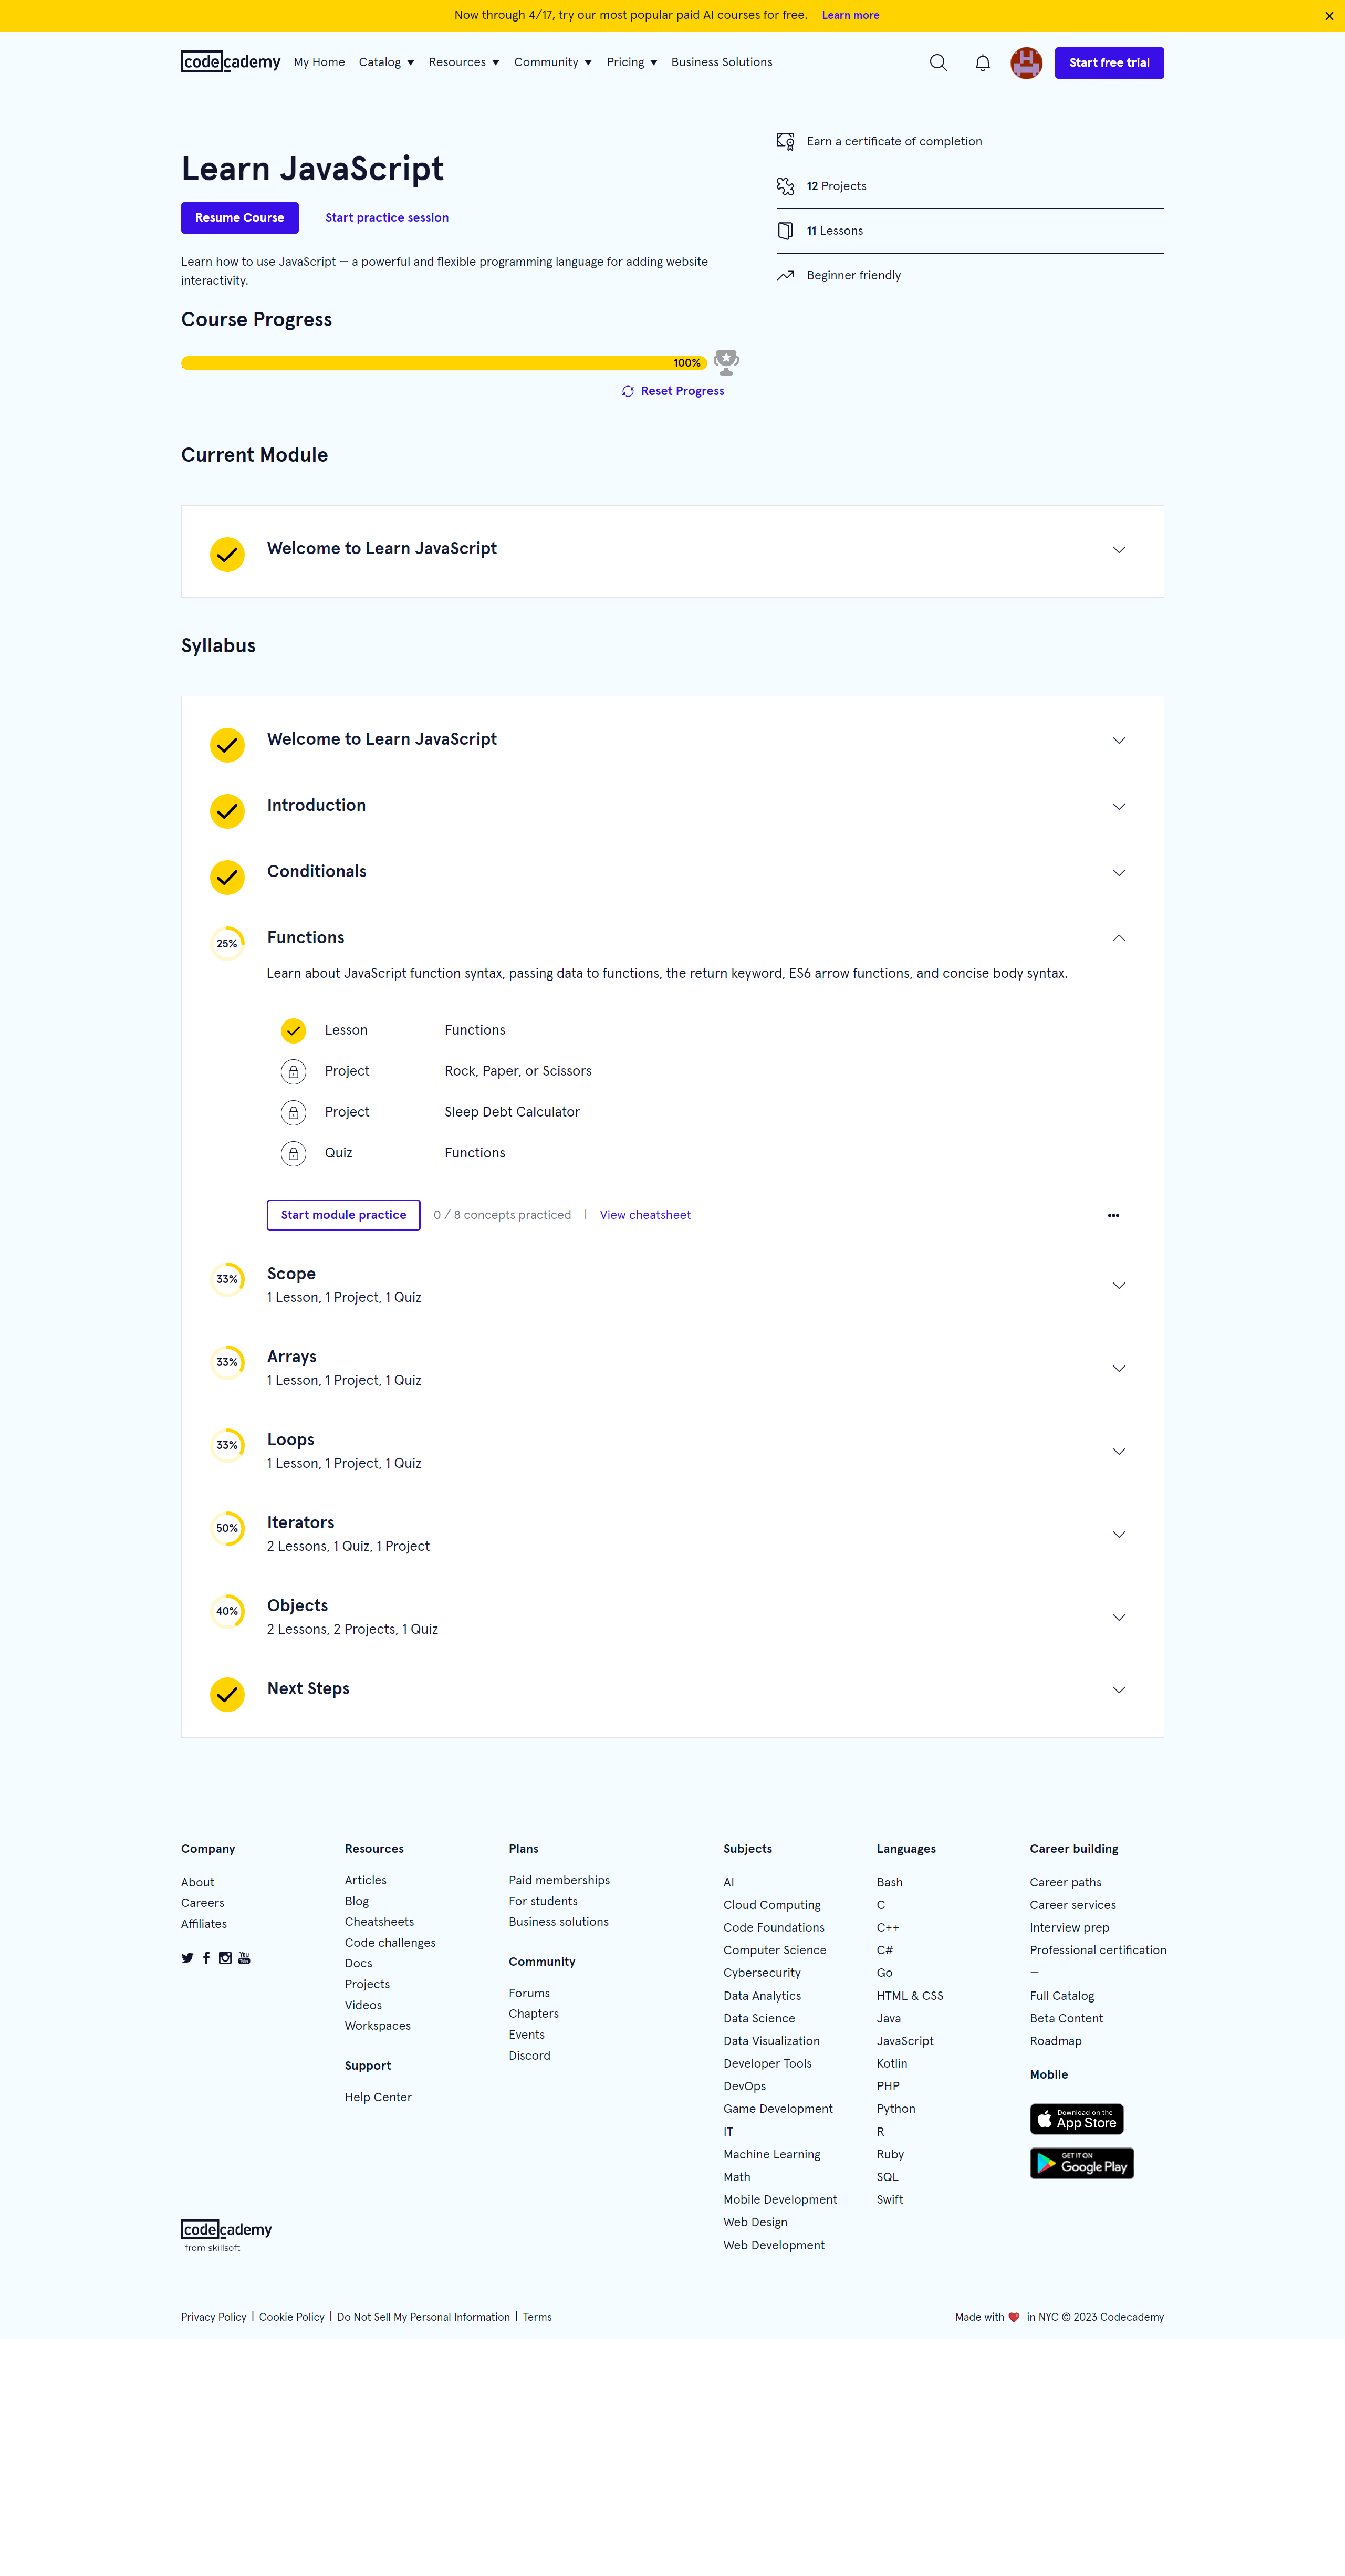 Now through 4/17, try our most popular paid AI courses for free. Learn more
codecademy My Home Catalog Resources Community Pricing Business Solutions Start free trial
Learn JavaScript
Resume Course Start practice session
Learn how to use JavaScript — a powerful and flexible programming language for adding website
interactivity.
Earn a certificate of completion
12 Projects
11 Lessons
Beginner friendly
Course Progress
100%
Reset Progress
Current Module
Welcome to Learn JavaScript
Syllabus
Welcome to Learn JavaScript
Introduction
Conditionals
25% Functions
Learn about JavaScript function syntax, passing data to functions, the return keyword, ES6 arrow functions, and concise body syntax.
Lesson Functions
Project Rock, Paper, or Scissors
Project Sleep Debt Calculator
Quiz Functions
Start module practice 0 / 8 concepts practiced | View cheatsheet
33% Scope
1 Lesson, 1 Project, 1 Quiz
33% Arrays
1 Lesson, 1 Project, 1 Quiz
33% Loops
1 Lesson, 1 Project, 1 Quiz
50% Iterators
2 Lessons, 1 Quiz, 1 Project
40% Objects
2 Lessons, 2 Projects, 1 Quiz
Next Steps
Company
About
Careers
Affiliates
You
Tube
Resources
Articles
Blog
Cheatsheets
Code challenges
Docs
Projects
Videos
Workspaces
Support
Help Center
Plans
Paid memberships
For students
Business solutions
Community
Forums
Chapters
Events
Discord
codecademy
from skillsoft
Subjects
AI
Cloud Computing
Code Foundations
Computer Science
Cybersecurity
Data Analytics
Data Science
Data Visualization
Developer Tools
DevOps
Game Development
IT
Machine Learning
Math
Mobile Development
Web Design
Web Development
Languages
Bash
C
C++
C#
Go
HTML & CSS
Java
JavaScript
Kotlin
PHP
Python
R
Ruby
SQL
Swift
Career building
Career paths
Career services
Interview prep
Professional certification
—
Full Catalog
Beta Content
Roadmap
Mobile
Download on the
App Store
GET IT ON
Google Play
Privacy Policy | Cookie Policy | Do Not Sell My Personal Information | Terms
Made with ❤ in NYC © 2023 Codecademy